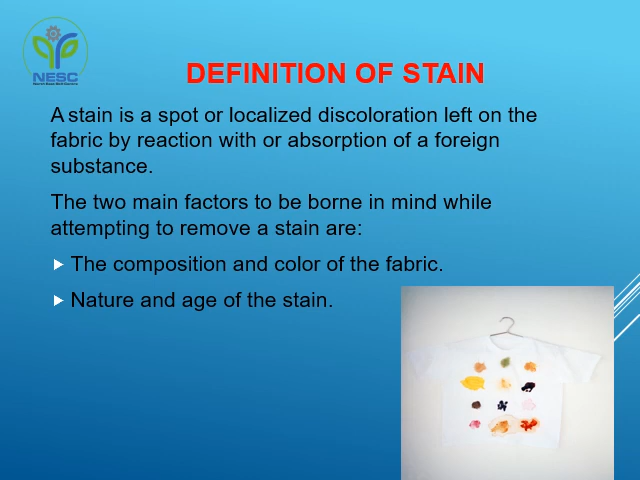 NESC
DEFINITION OF STAIN
A stain is a spot or localized discoloration left on the
fabric by reaction with or absorption of a foreign
substance.
The two main factors to be borne in mind while
attempting to remove a stain are:
The composition and color of the fabric.
Nature and age of the stain.